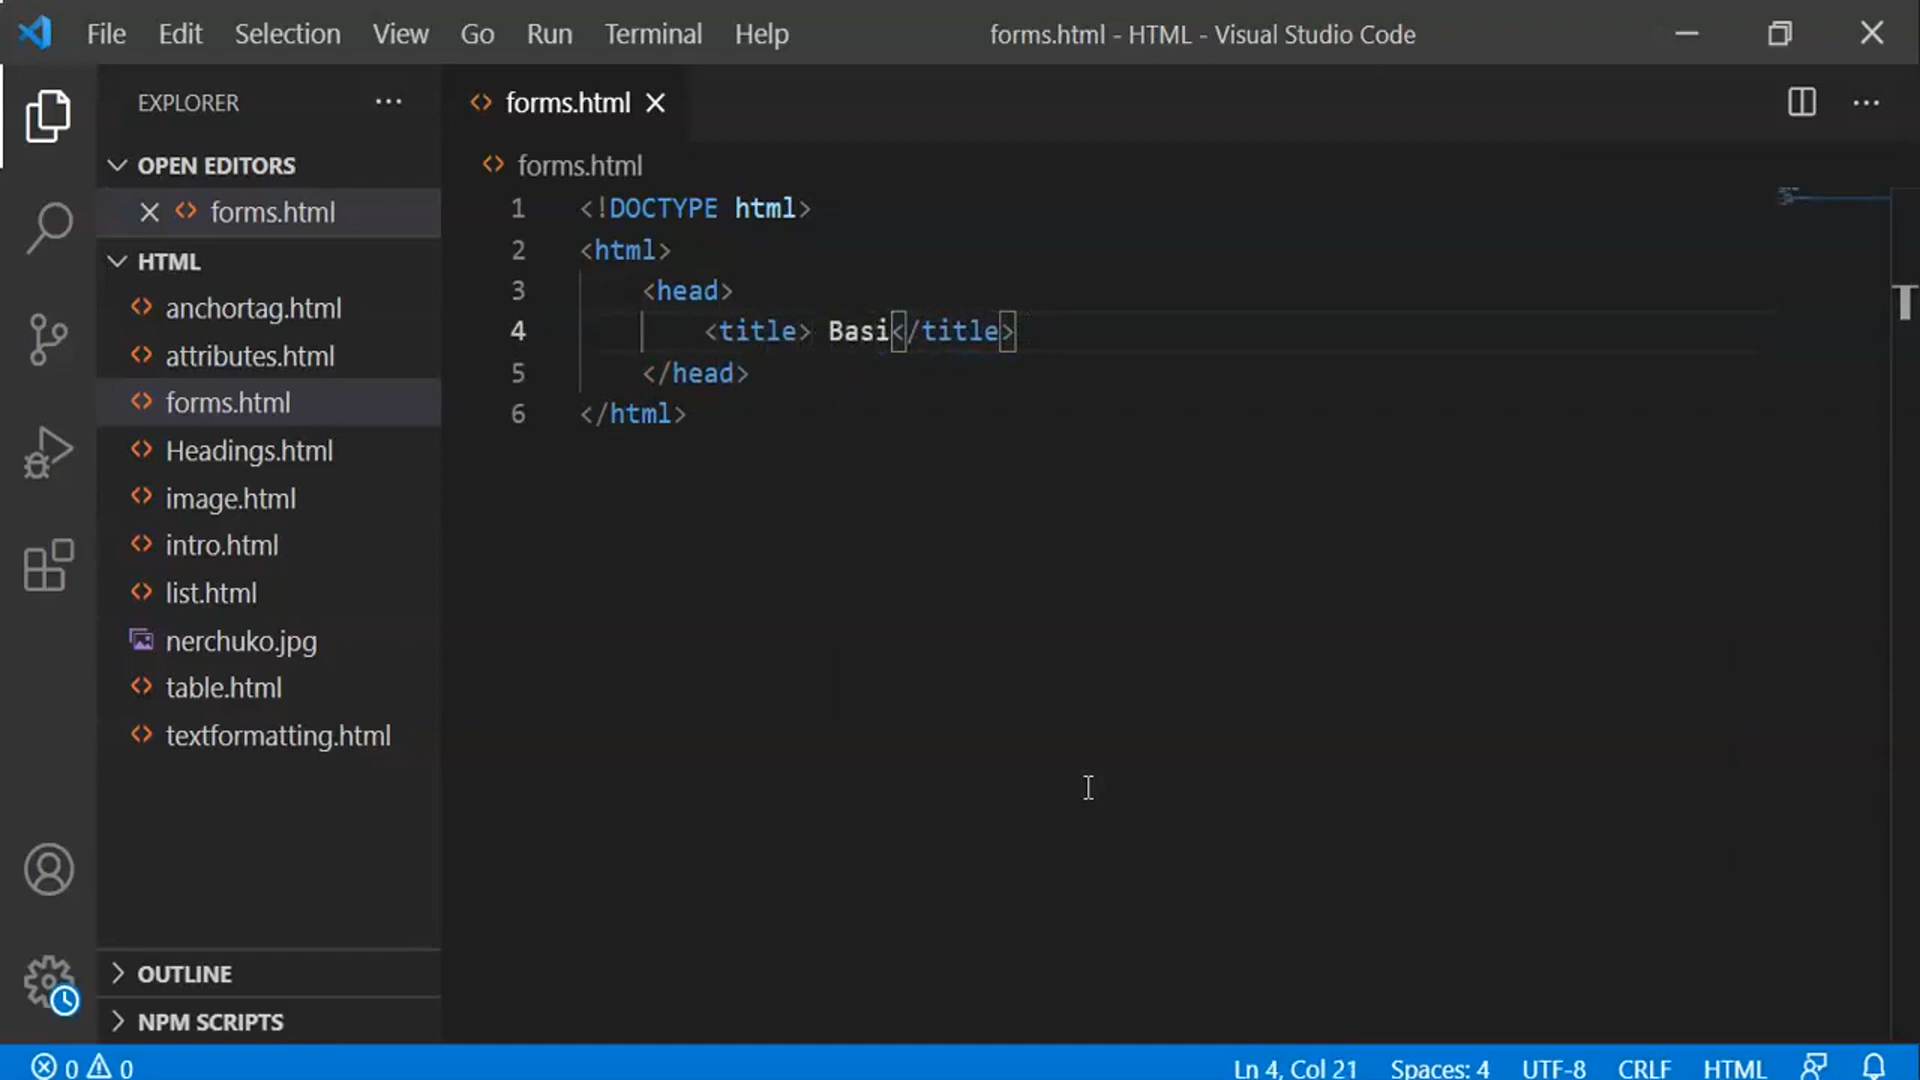 File Edit Selection View Go Run Terminal Help forms.html - HTML - Visual Studio Code
EXPLORER
OPEN EDITORS
forms.html
HTML
anchortag.html
attributes.html
forms.html
Headings.html
image.html
intro.html
list.html
nerchuko.jpg
table.html
textformatting.html
OUTLINE
NPM SCRIPTS
forms.html
forms.html
1 <!DOCTYPE html>
2 <html>
3 <head>
4 <title> Basi</title>
5 </head>
6 </html>
T
0 0 Ln 4, Col 21 Spaces: 4 UTF-8 CRLF HTML